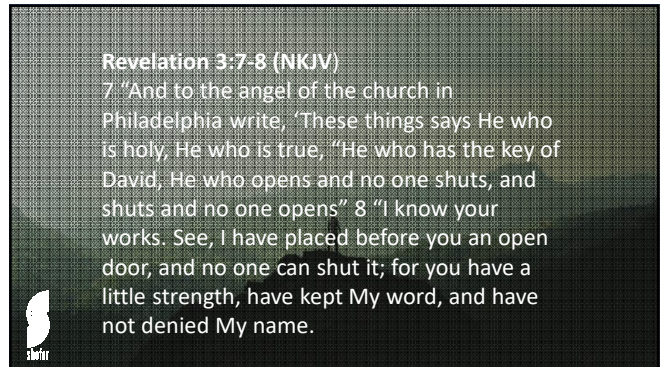 Revelation 3:7-8 (NKJV)
7 “And to the angel of the church in
Philadelphia write, ‘These things says He who
is holy, He who is true, “He who has the key of
David, He who opens and no one shuts, and
shuts and no one opens” 8 “I know your
works. See, I have placed before you an open
door, and no one can shut it; for you have a
little strength, have kept My word, and have
not denied My name.
shofar